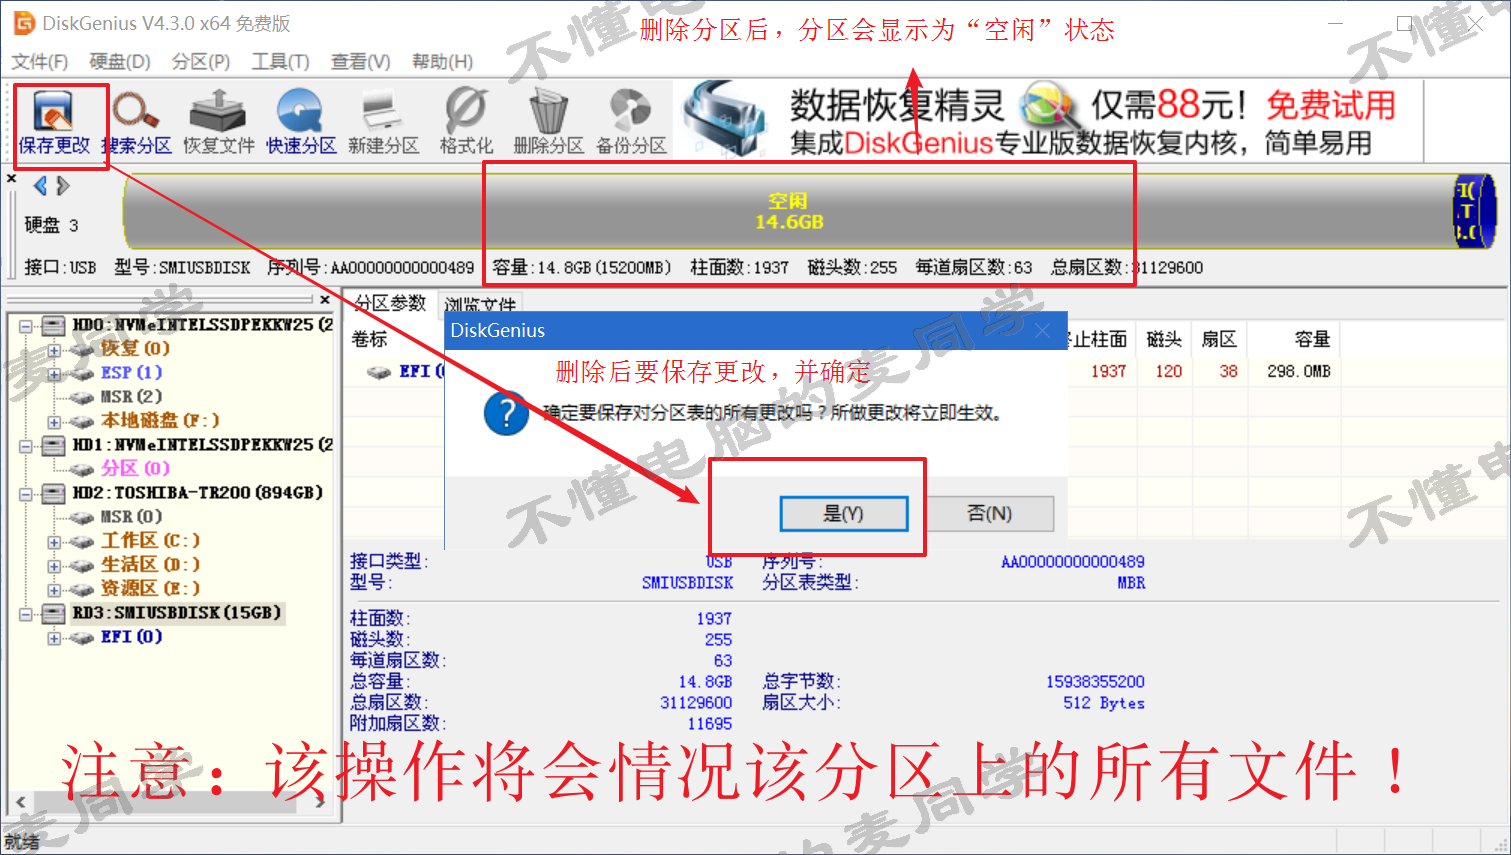 DiskGenius V4.3.0 x64 免费版
删除分区后，分区会显示为“空闲”状态
文件(F) 硬盘(D) 分区(P) 工具(T) 查看(V) 帮助(H)
保存更改 搜索分区 恢复文件 快速分区 新建分区 格式化 删除分区 备份分区
数据恢复精灵 仅需88元！ 免费试用
集成DiskGenius专业版数据恢复内核，简单易用
硬盘 3
空闲
14.6GB
接口:USB 型号:SMIUSBDISK 序列号:AA00000000000489 容量:14.8GB(15200MB) 柱面数:1937 磁头数:255 每道扇区数:63 总扇区数:31129600
HD0:NVMeINTELSSDPEKKW25(2
恢复(0)
ESP(1)
MSR(2)
本地磁盘(F:)
HD1:NVMeINTELSSDPEKKW25(2
分区(0)
HD2:TOSHIBA-TR200(894GB)
MSR(0)
工作区(C:)
生活区(D:)
资源区(E:)
RD3:SMIUSBDISK(15GB)
EFI(0)
分区参数 浏览文件
卷标 止柱面 磁头 扇区 容量
EFI( 1937 120 38 298.0MB
DiskGenius
删除后要保存更改，并确定
确定要保存对分区表的所有更改吗？所做更改将立即生效。
是(Y) 否(N)
接口类型: USB 序列号: AA00000000000489
型号: SMIUSBDISK 分区表类型: MBR
柱面数: 1937
磁头数: 255
每道扇区数: 63
总容量: 14.8GB 总字节数: 15938355200
总扇区数: 31129600 扇区大小: 512 Bytes
附加扇区数: 11695
注意：该操作将会情况该分区上的所有文件！
就绪
不懂电脑的麦同学